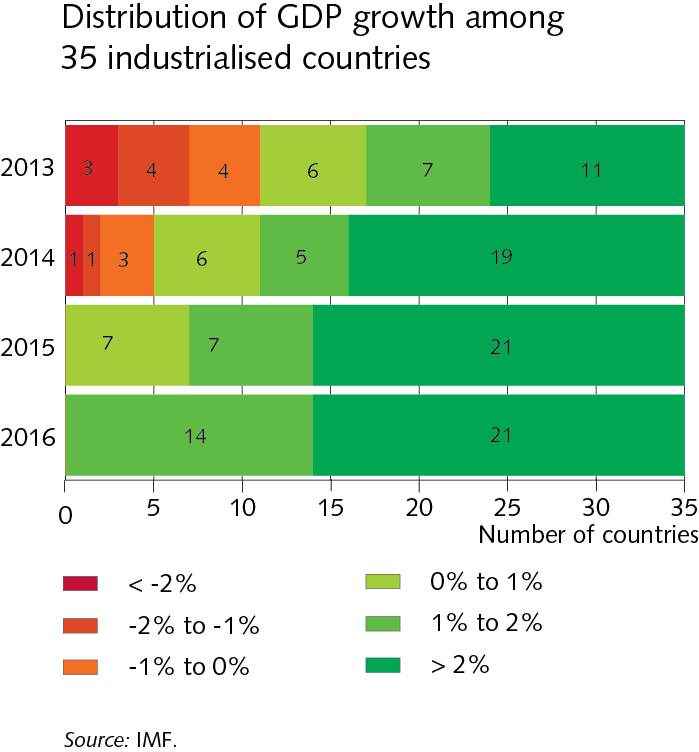 Distribution of GDP growth among
35 industrialised countries
2013 3 4 4 6 7 11
2014 1 1 3 6 5 19
2015 7 7 21
2016 14 21
0 5 10 15 20 25 30 35
Number of countries
< -2% 0% to 1%
-2% to -1% 1% to 2%
-1% to 0% > 2%
Source: IMF.